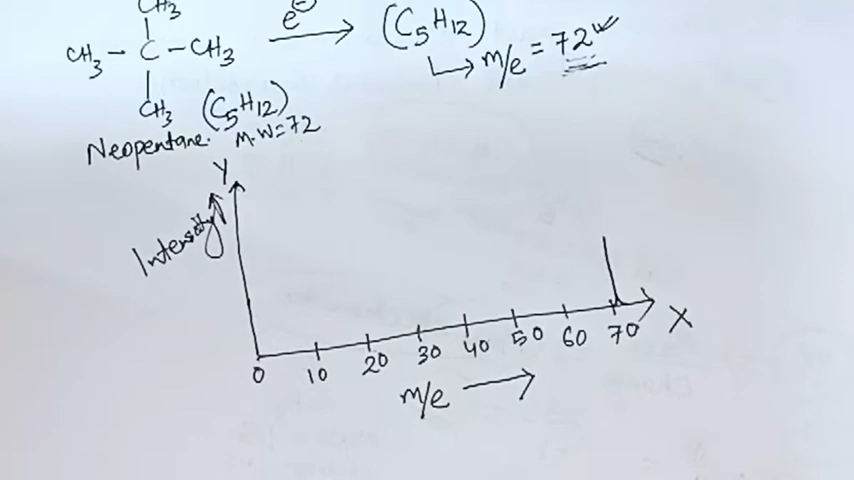 CH3
e⊖
(C5H12)
CH3 – C – CH3
m/e = 72
CH3 (C5H12)
Neopentane. M.W=72
Y
Intensity
X
0 10 20 30 40 50 60 70
m/e